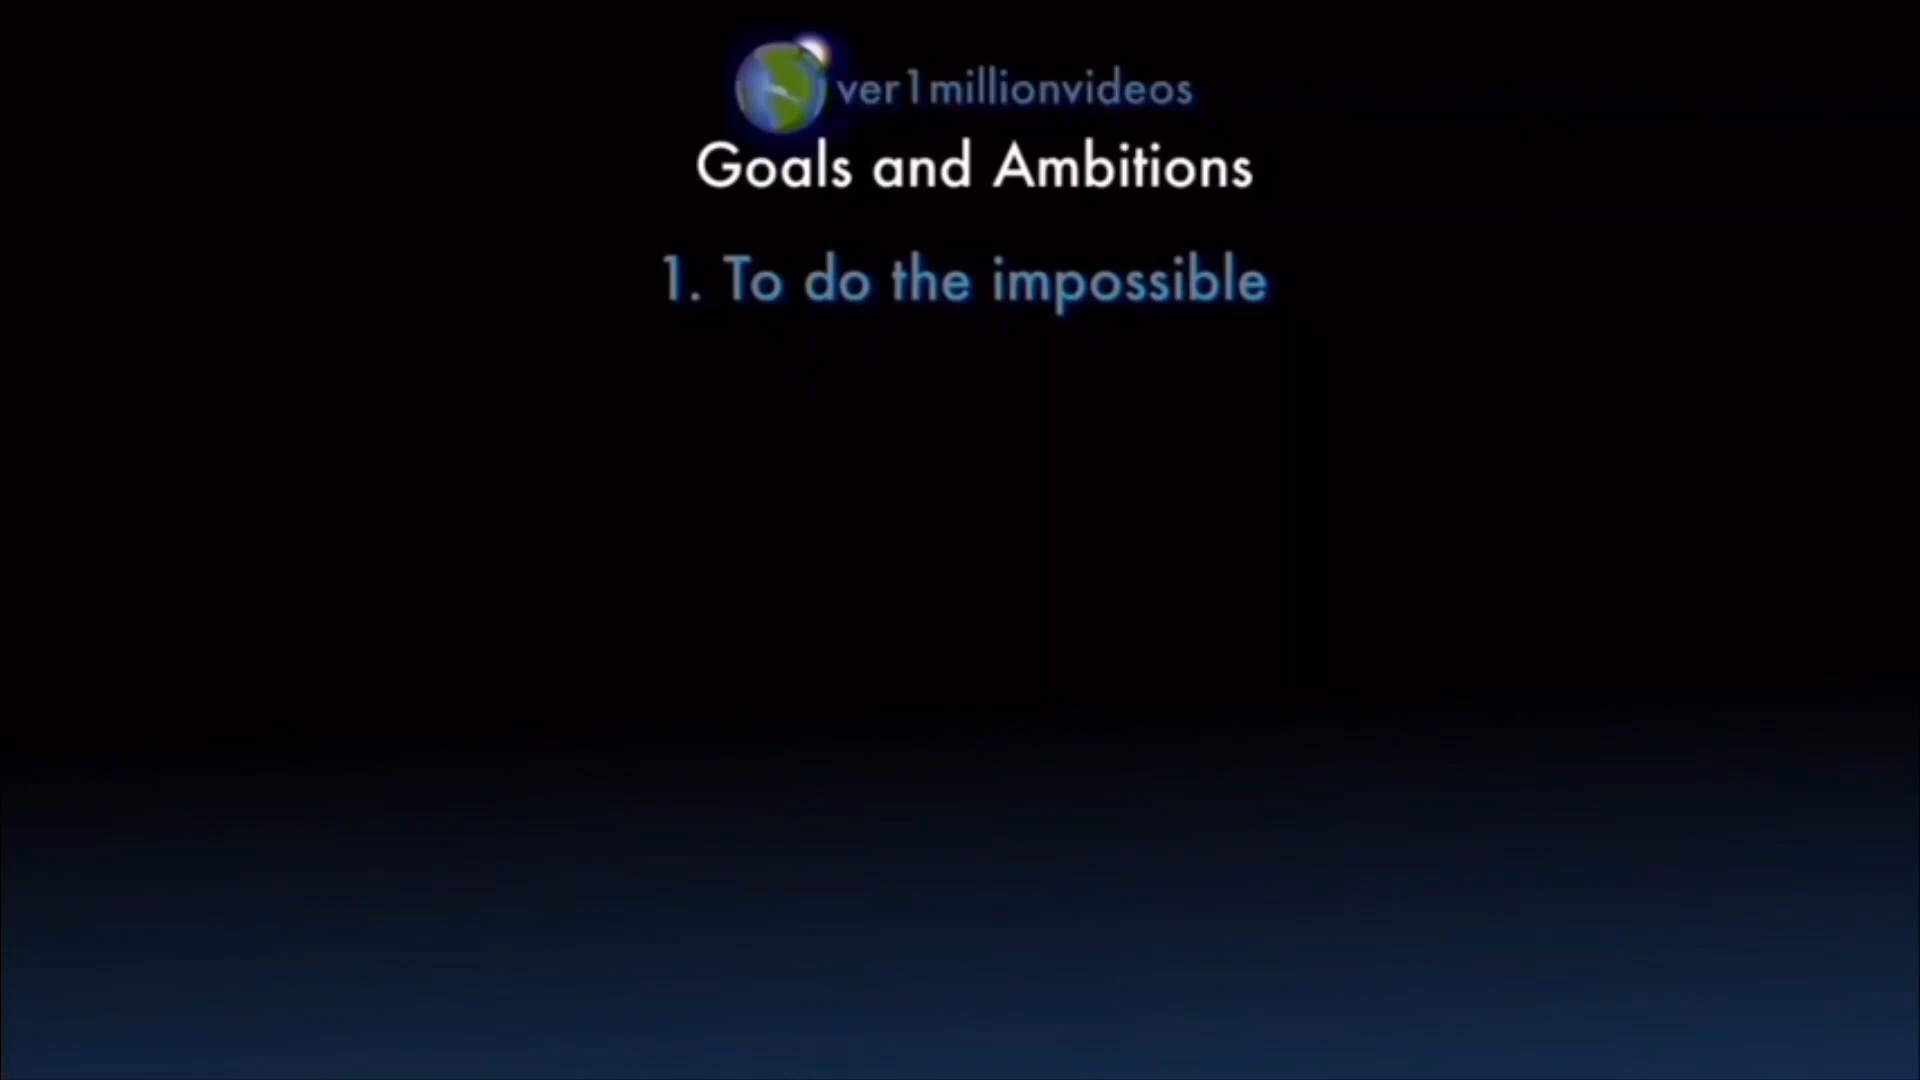 ver1millionvideos
Goals and Ambitions
1. To do the impossible